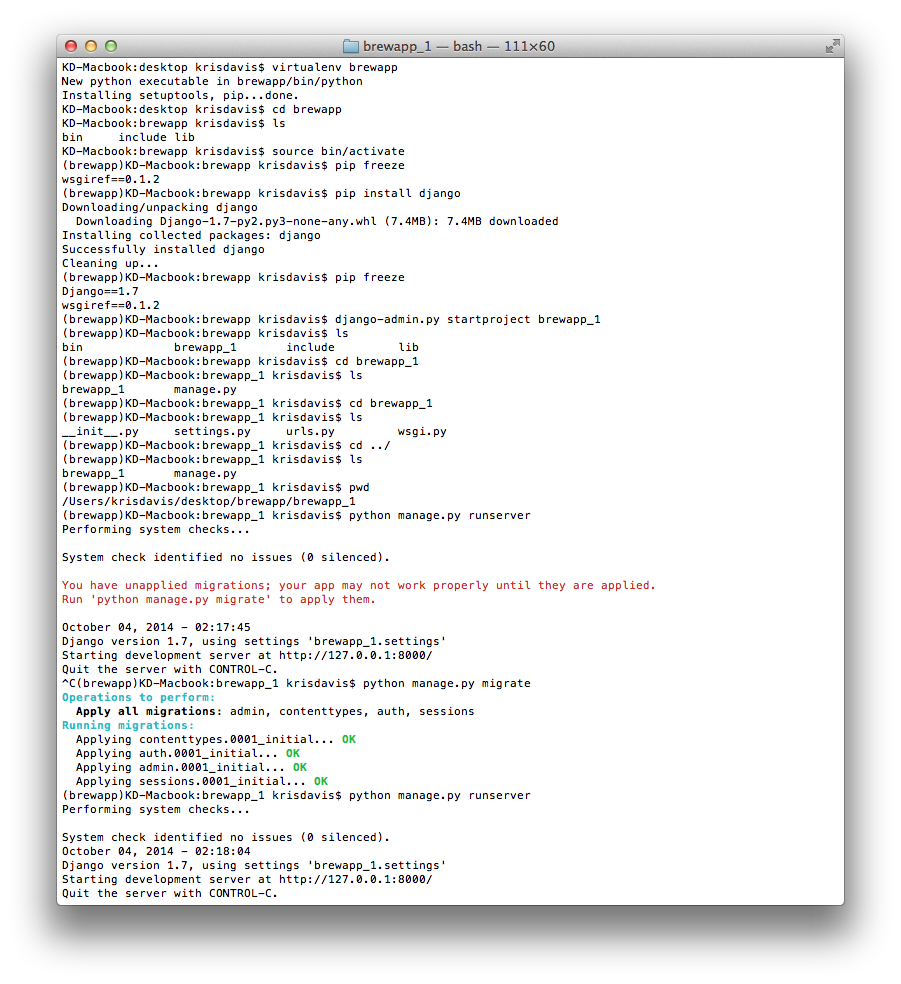 brewapp_1 — bash — 111×60
KD-Macbook:desktop krisdavis$ virtualenv brewapp
New python executable in brewapp/bin/python
Installing setuptools, pip...done.
KD-Macbook:desktop krisdavis$ cd brewapp
KD-Macbook:brewapp krisdavis$ ls
bin     include lib
KD-Macbook:brewapp krisdavis$ source bin/activate
(brewapp)KD-Macbook:brewapp krisdavis$ pip freeze
wsgiref==0.1.2
(brewapp)KD-Macbook:brewapp krisdavis$ pip install django
Downloading/unpacking django
  Downloading Django-1.7-py2.py3-none-any.whl (7.4MB): 7.4MB downloaded
Installing collected packages: django
Successfully installed django
Cleaning up...
(brewapp)KD-Macbook:brewapp krisdavis$ pip freeze
Django==1.7
wsgiref==0.1.2
(brewapp)KD-Macbook:brewapp krisdavis$ django-admin.py startproject brewapp_1
(brewapp)KD-Macbook:brewapp krisdavis$ ls
bin             brewapp_1       include         lib
(brewapp)KD-Macbook:brewapp krisdavis$ cd brewapp_1
(brewapp)KD-Macbook:brewapp_1 krisdavis$ ls
brewapp_1       manage.py
(brewapp)KD-Macbook:brewapp_1 krisdavis$ cd brewapp_1
(brewapp)KD-Macbook:brewapp_1 krisdavis$ ls
__init__.py     settings.py     urls.py         wsgi.py
(brewapp)KD-Macbook:brewapp_1 krisdavis$ cd ../
(brewapp)KD-Macbook:brewapp_1 krisdavis$ ls
brewapp_1       manage.py
(brewapp)KD-Macbook:brewapp_1 krisdavis$ pwd
/Users/krisdavis/desktop/brewapp/brewapp_1
(brewapp)KD-Macbook:brewapp_1 krisdavis$ python manage.py runserver
Performing system checks...
System check identified no issues (0 silenced).
You have unapplied migrations; your app may not work properly until they are applied.
Run 'python manage.py migrate' to apply them.
October 04, 2014 - 02:17:45
Django version 1.7, using settings 'brewapp_1.settings'
Starting development server at http://127.0.0.1:8000/
Quit the server with CONTROL-C.
^C(brewapp)KD-Macbook:brewapp_1 krisdavis$ python manage.py migrate
Operations to perform:
  Apply all migrations: admin, contenttypes, auth, sessions
Running migrations:
  Applying contenttypes.0001_initial... OK
  Applying auth.0001_initial... OK
  Applying admin.0001_initial... OK
  Applying sessions.0001_initial... OK
(brewapp)KD-Macbook:brewapp_1 krisdavis$ python manage.py runserver
Performing system checks...
System check identified no issues (0 silenced).
October 04, 2014 - 02:18:04
Django version 1.7, using settings 'brewapp_1.settings'
Starting development server at http://127.0.0.1:8000/
Quit the server with CONTROL-C.